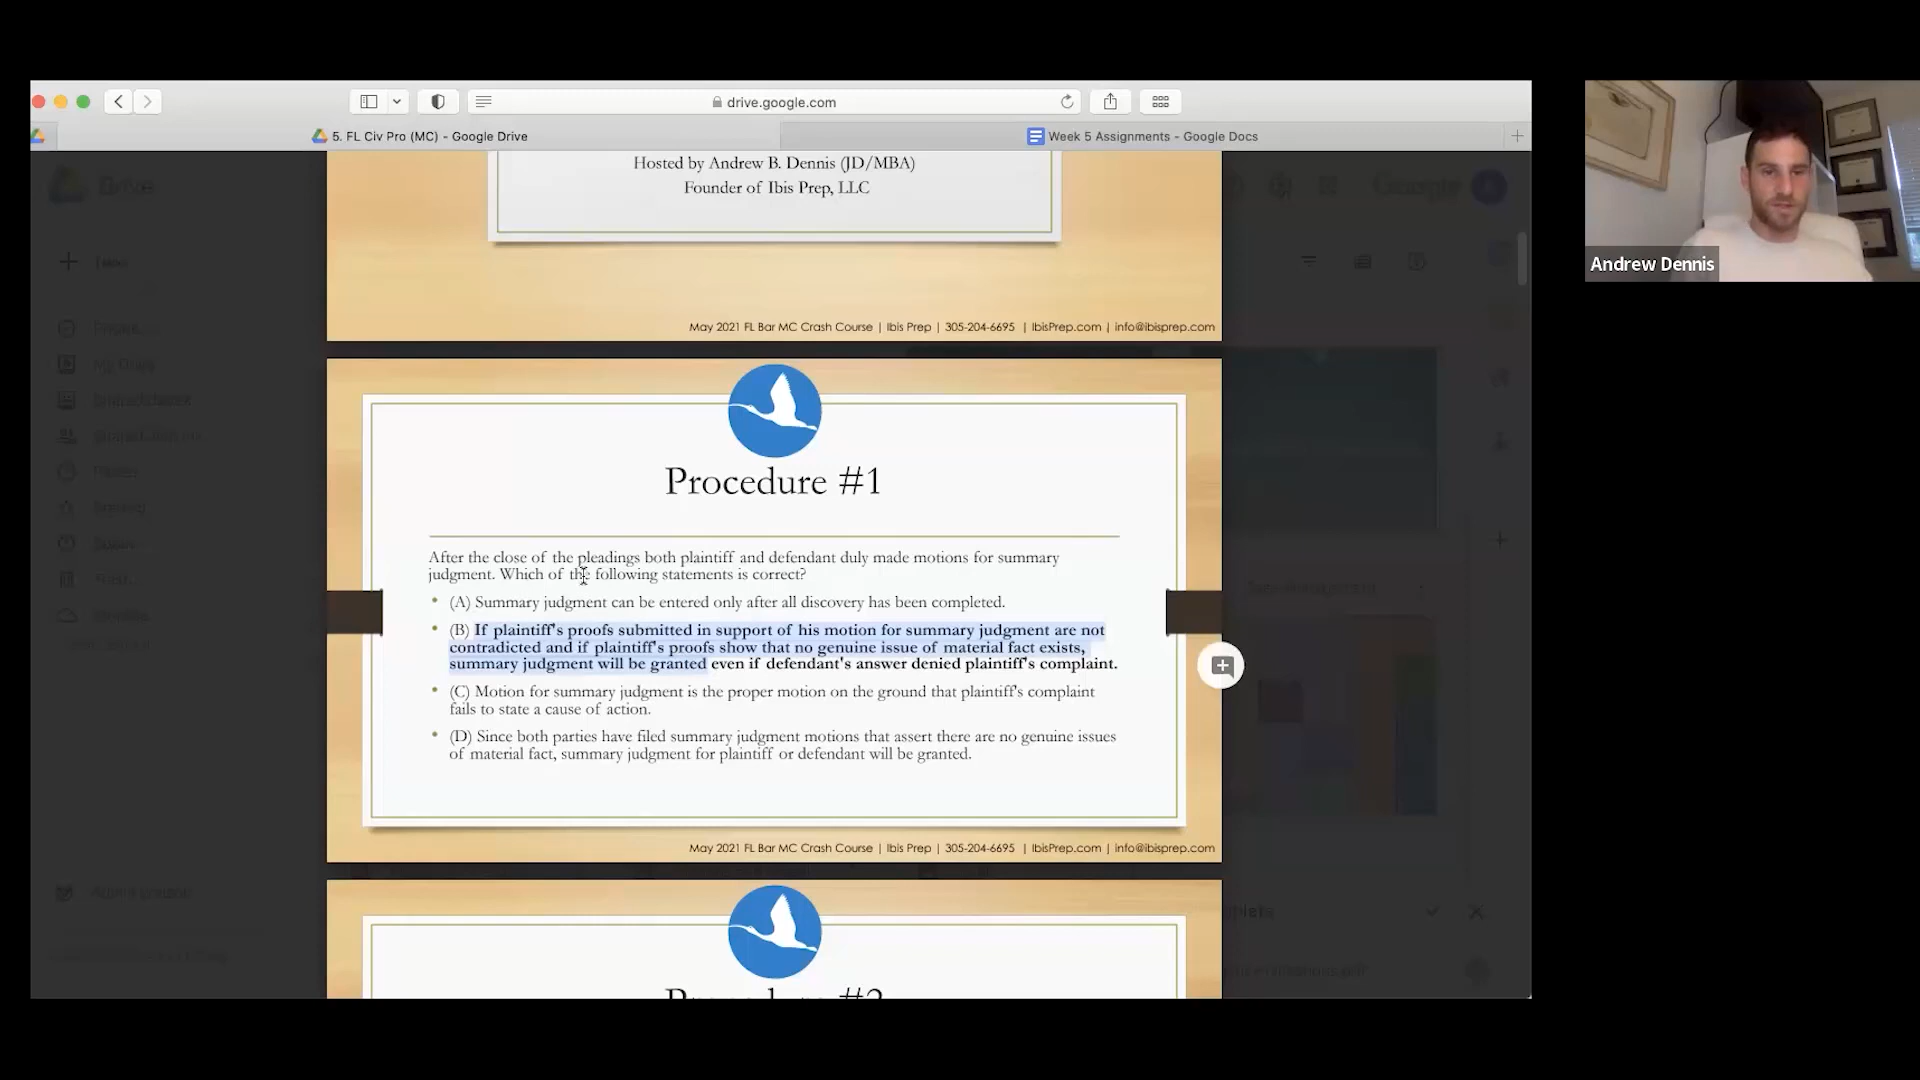 drive.google.com
5. FL Civ Pro (MC) - Google Drive
Week 5 Assignments - Google Docs
Drive
Google
My Drive
Hosted by Andrew B. Dennis (JD/MBA)
Founder of Ibis Prep, LLC
May 2021 FL Bar MC Crash Course | Ibis Prep | 305-204-6695 | IbisPrep.com | info@ibisprep.com
Andrew Dennis
Procedure #1
After the close of the pleadings both plaintiff and defendant duly made motions for summary
judgment. Which of the following statements is correct?
• (A) Summary judgment can be entered only after all discovery has been completed.
• (B) If plaintiff's proofs submitted in support of his motion for summary judgment are not
contradicted and if plaintiff's proofs show that no genuine issue of material fact exists,
summary judgment will be granted even if defendant's answer denied plaintiff's complaint.
• (C) Motion for summary judgment is the proper motion on the ground that plaintiff's complaint
fails to state a cause of action.
• (D) Since both parties have filed summary judgment motions that assert there are no genuine issues
of material fact, summary judgment for plaintiff or defendant will be granted.
May 2021 FL Bar MC Crash Course | Ibis Prep | 305-204-6695 | IbisPrep.com | info@ibisprep.com
Procedure #2